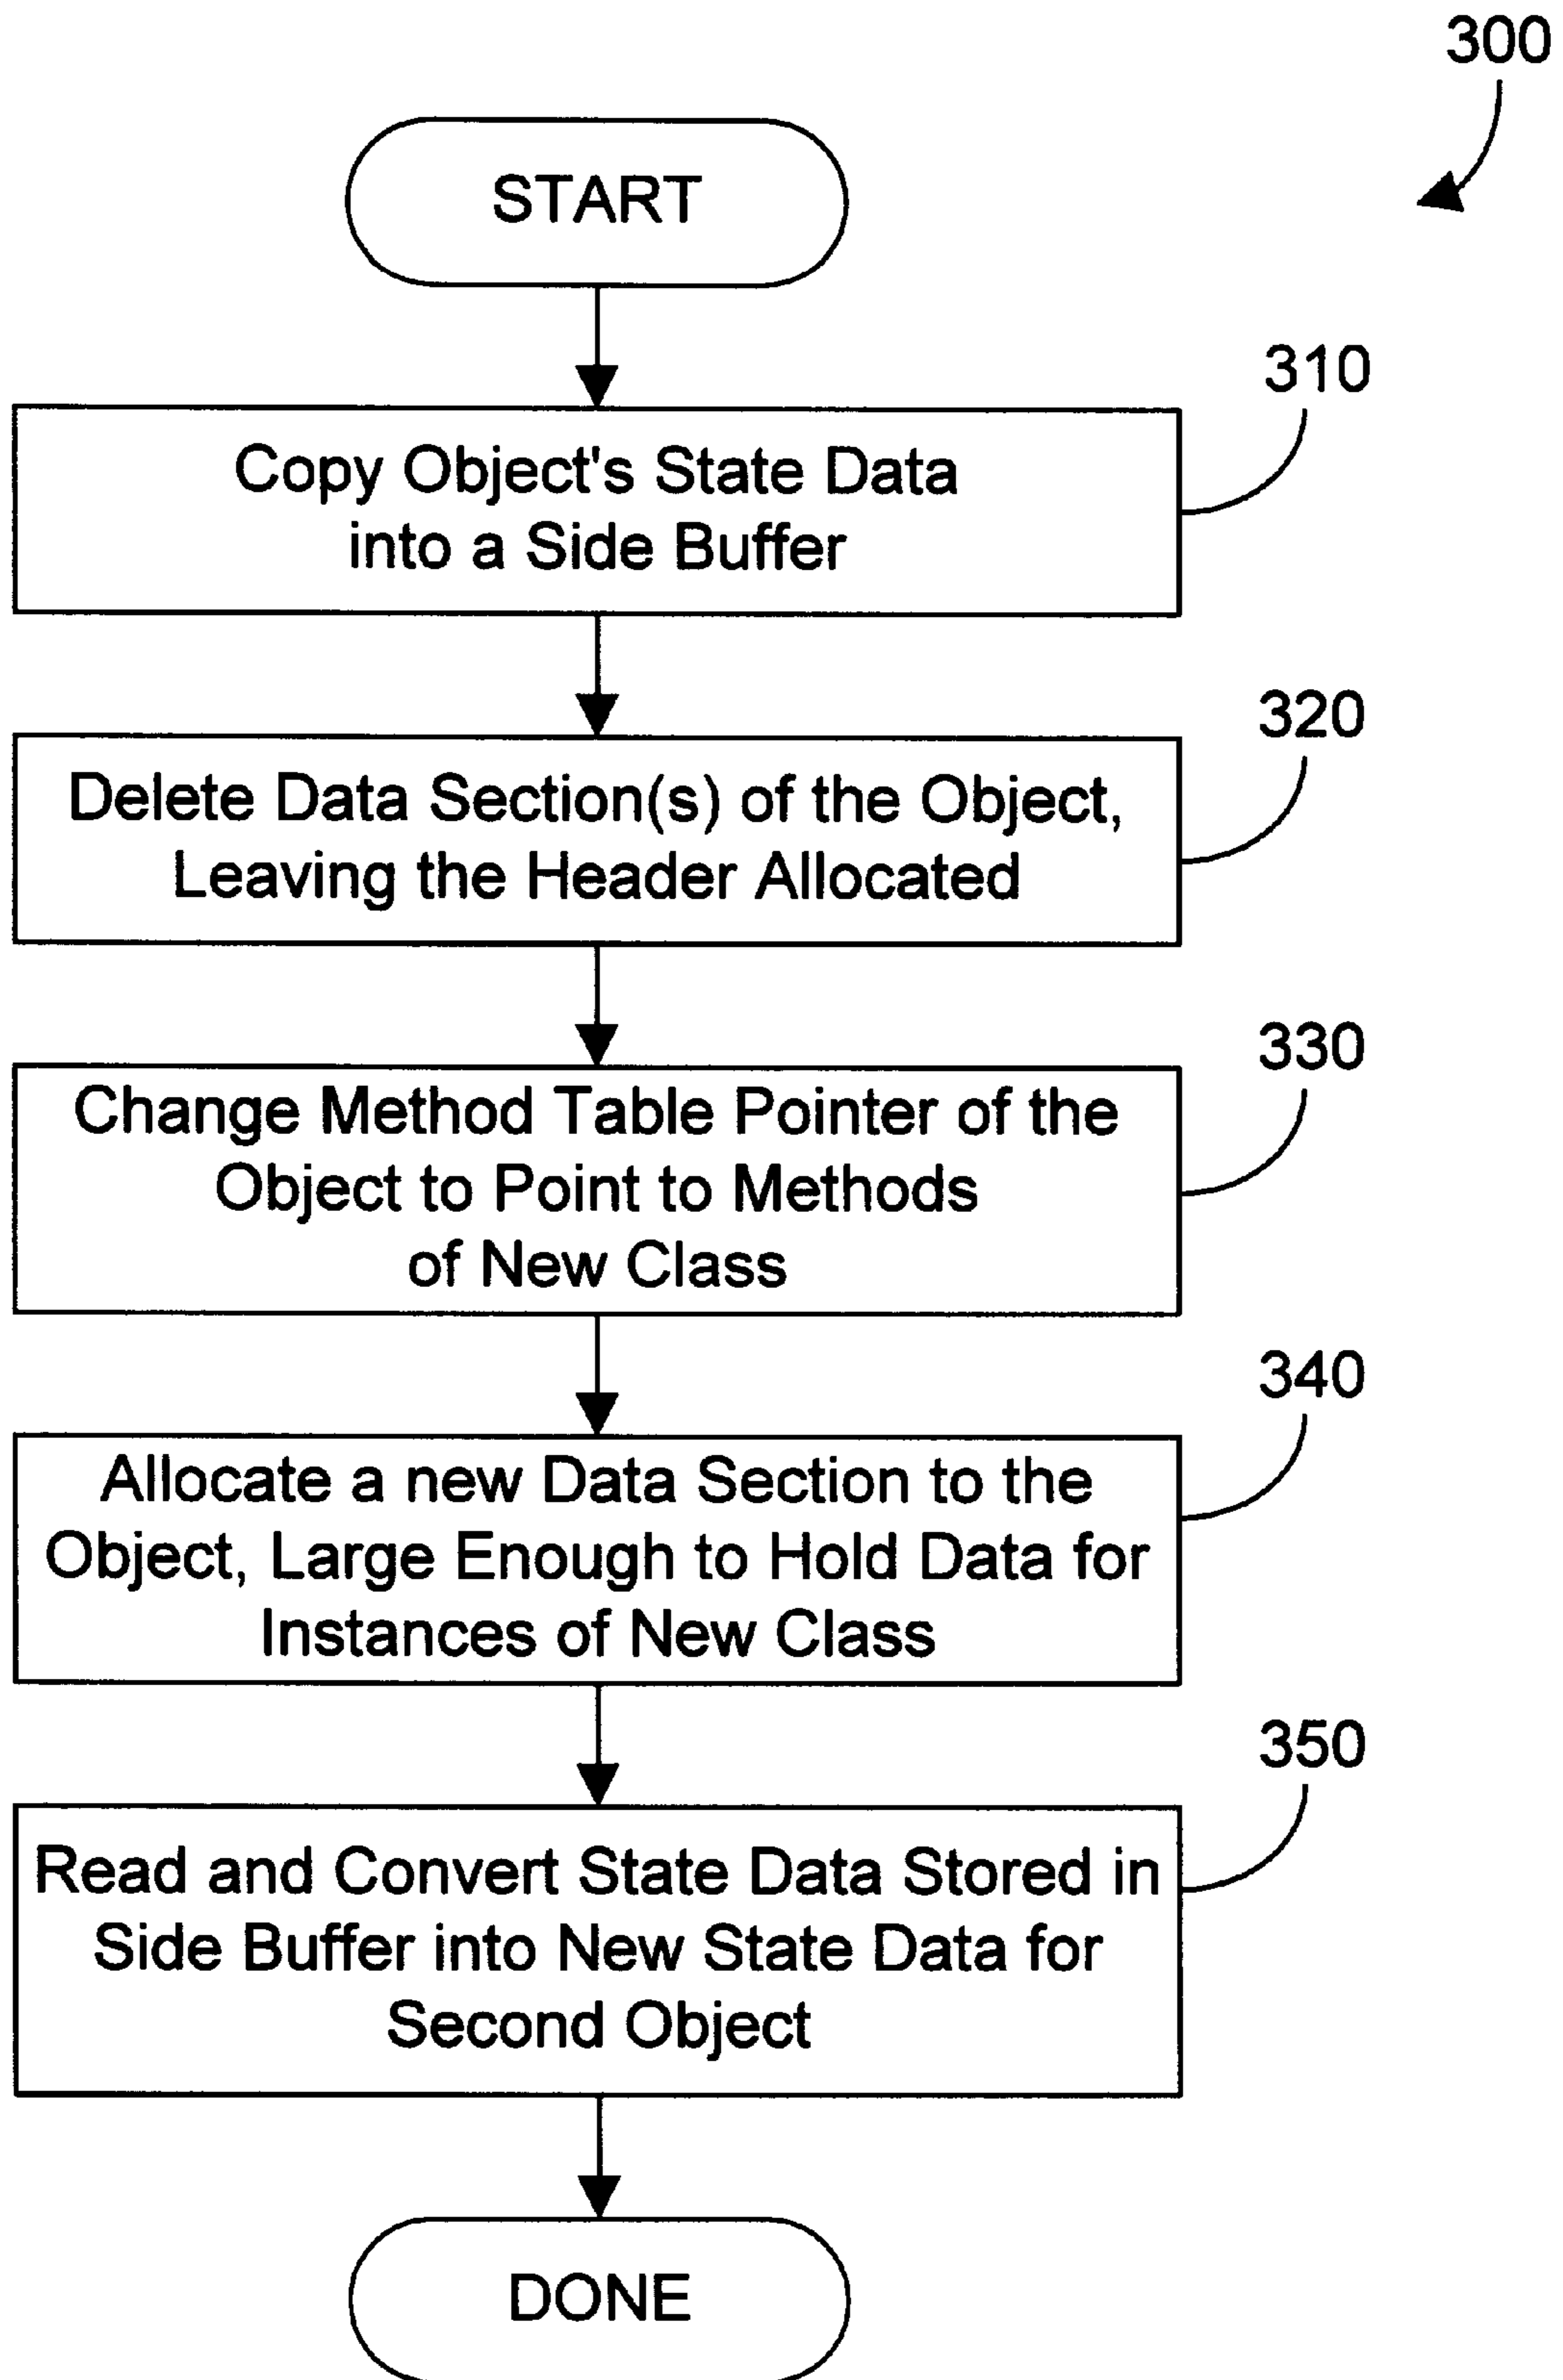 300
START
310
Copy Object's State Data
into a Side Buffer
320
Delete Data Section(s) of the Object,
Leaving the Header Allocated
330
Change Method Table Pointer of the
Object to Point to Methods
of New Class
340
Allocate a new Data Section to the
Object, Large Enough to Hold Data for
Instances of New Class
350
Read and Convert State Data Stored in
Side Buffer into New State Data for
Second Object
DONE